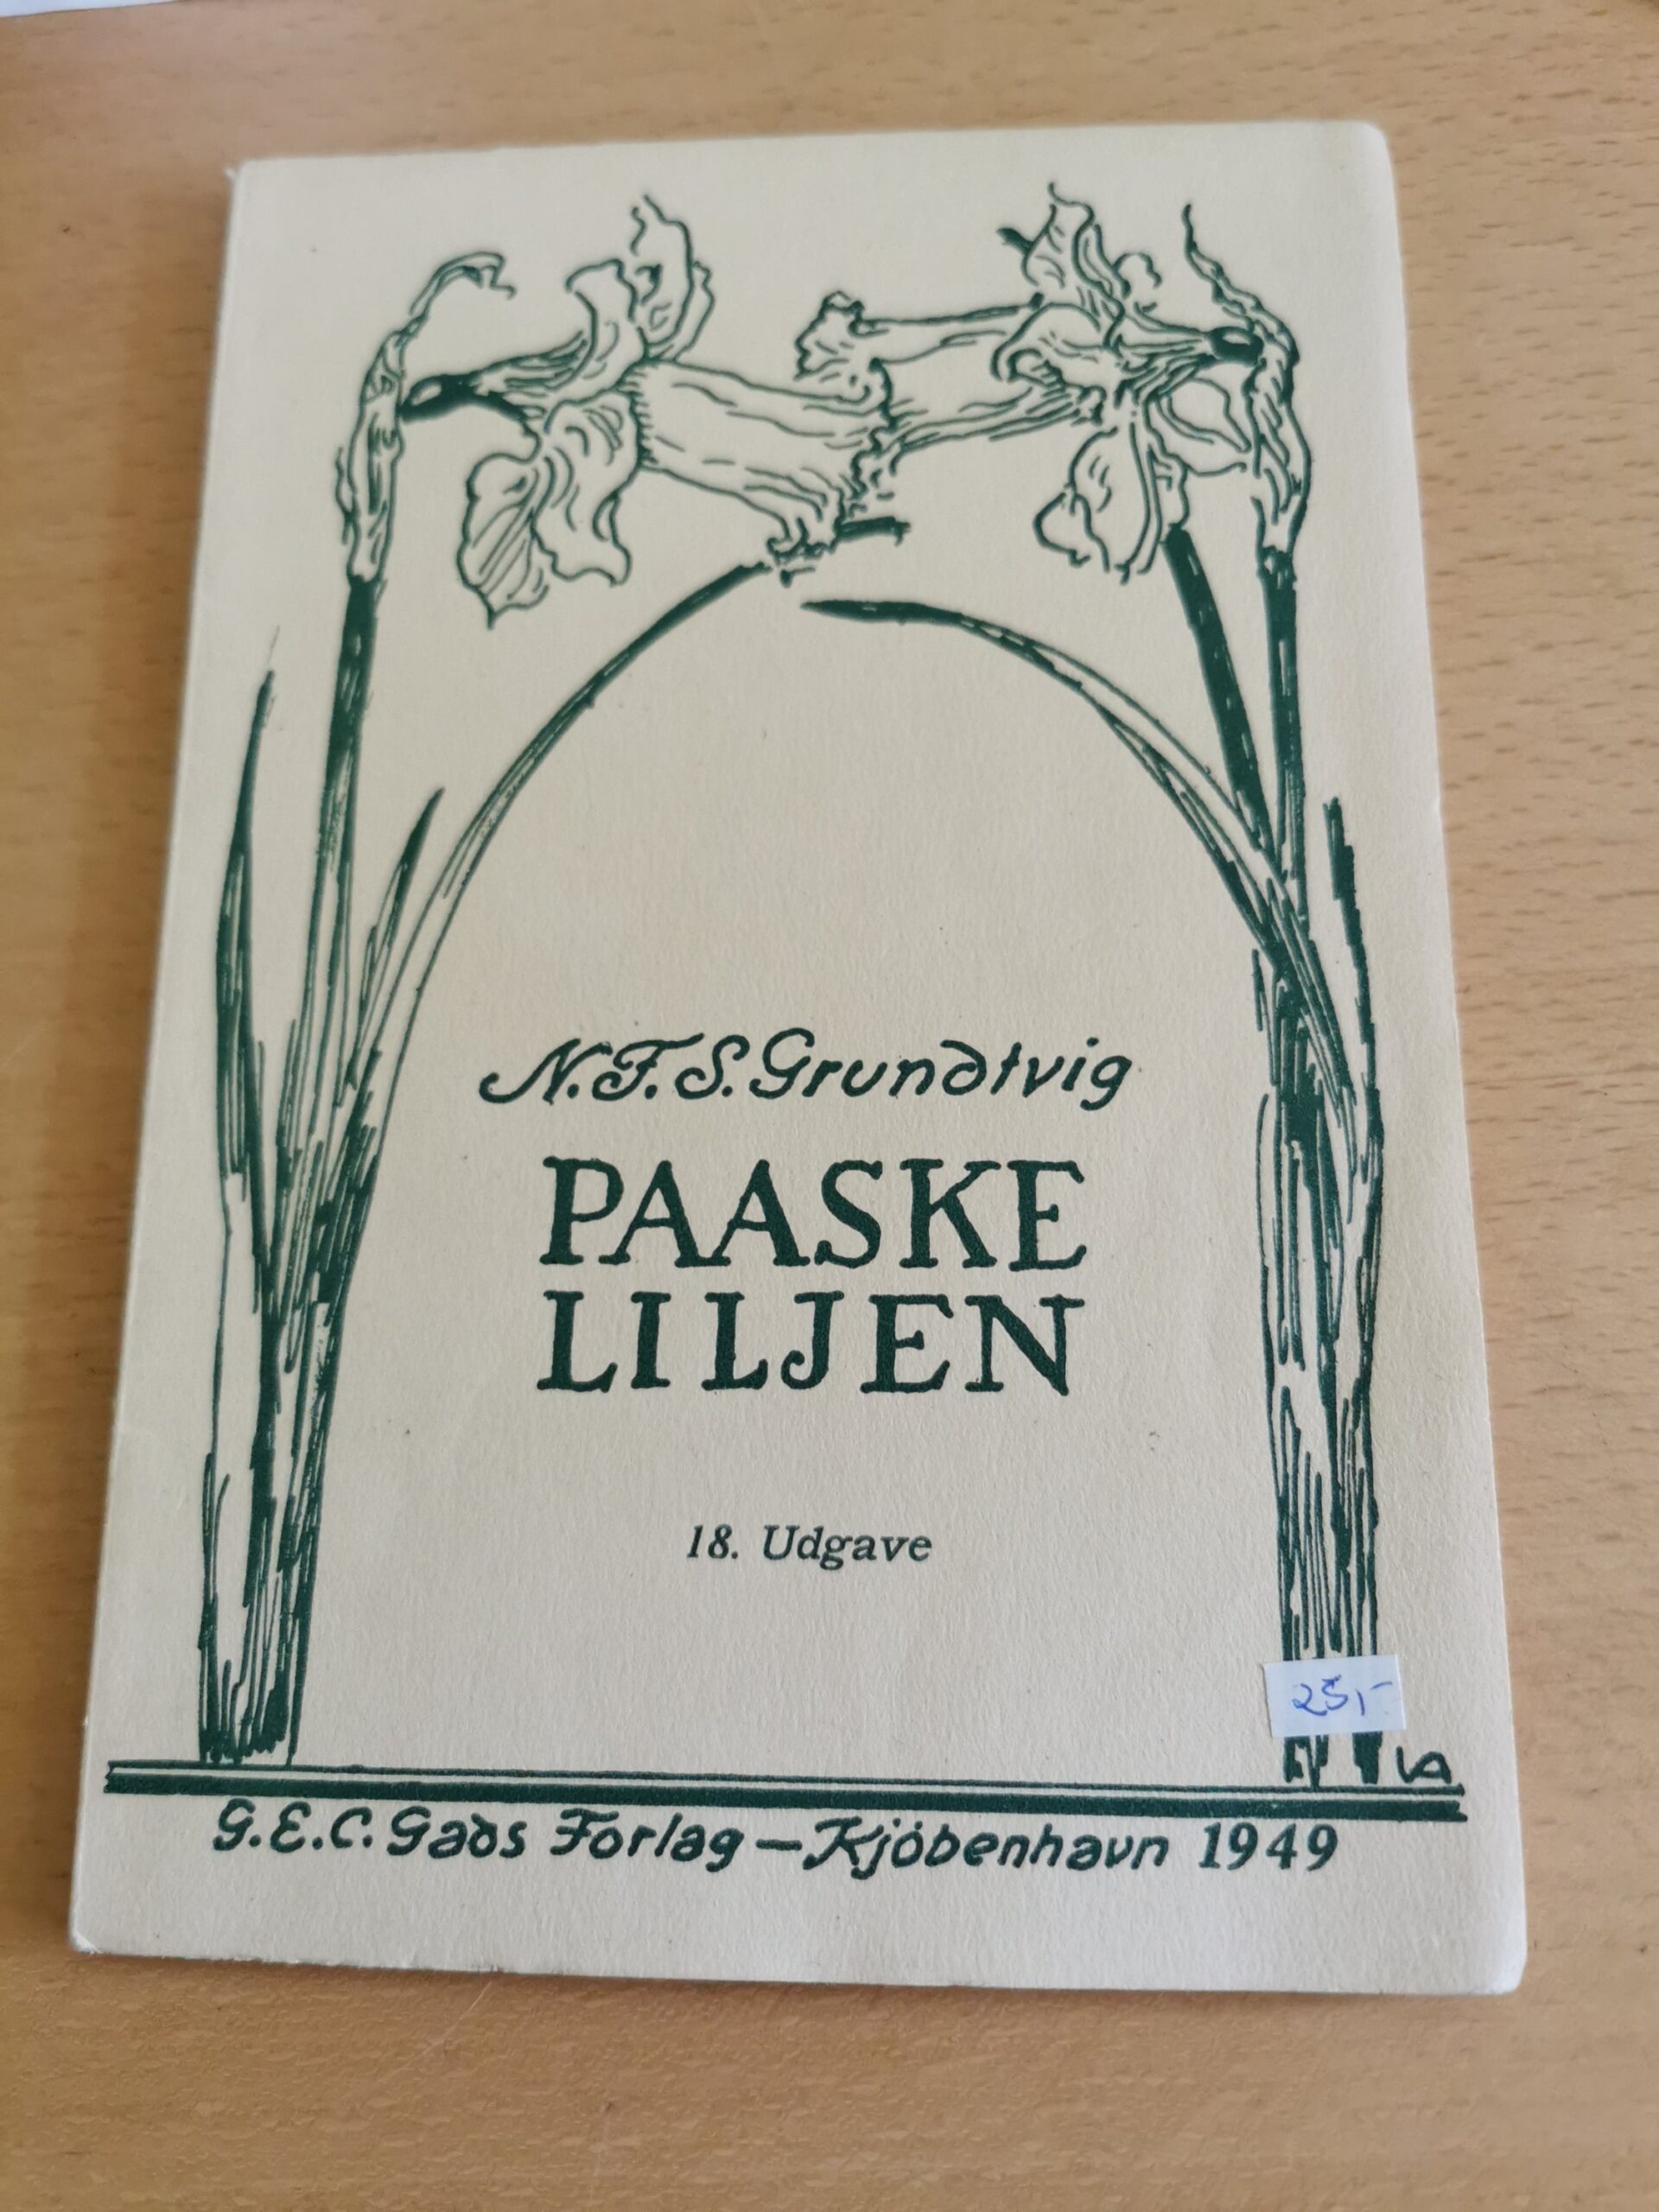 N.F.S. Grundtvig
PAASKE
LILJEN
18. Udgave
25,-
G.E.C. Gads Forlag – Kjöbenhavn 1949